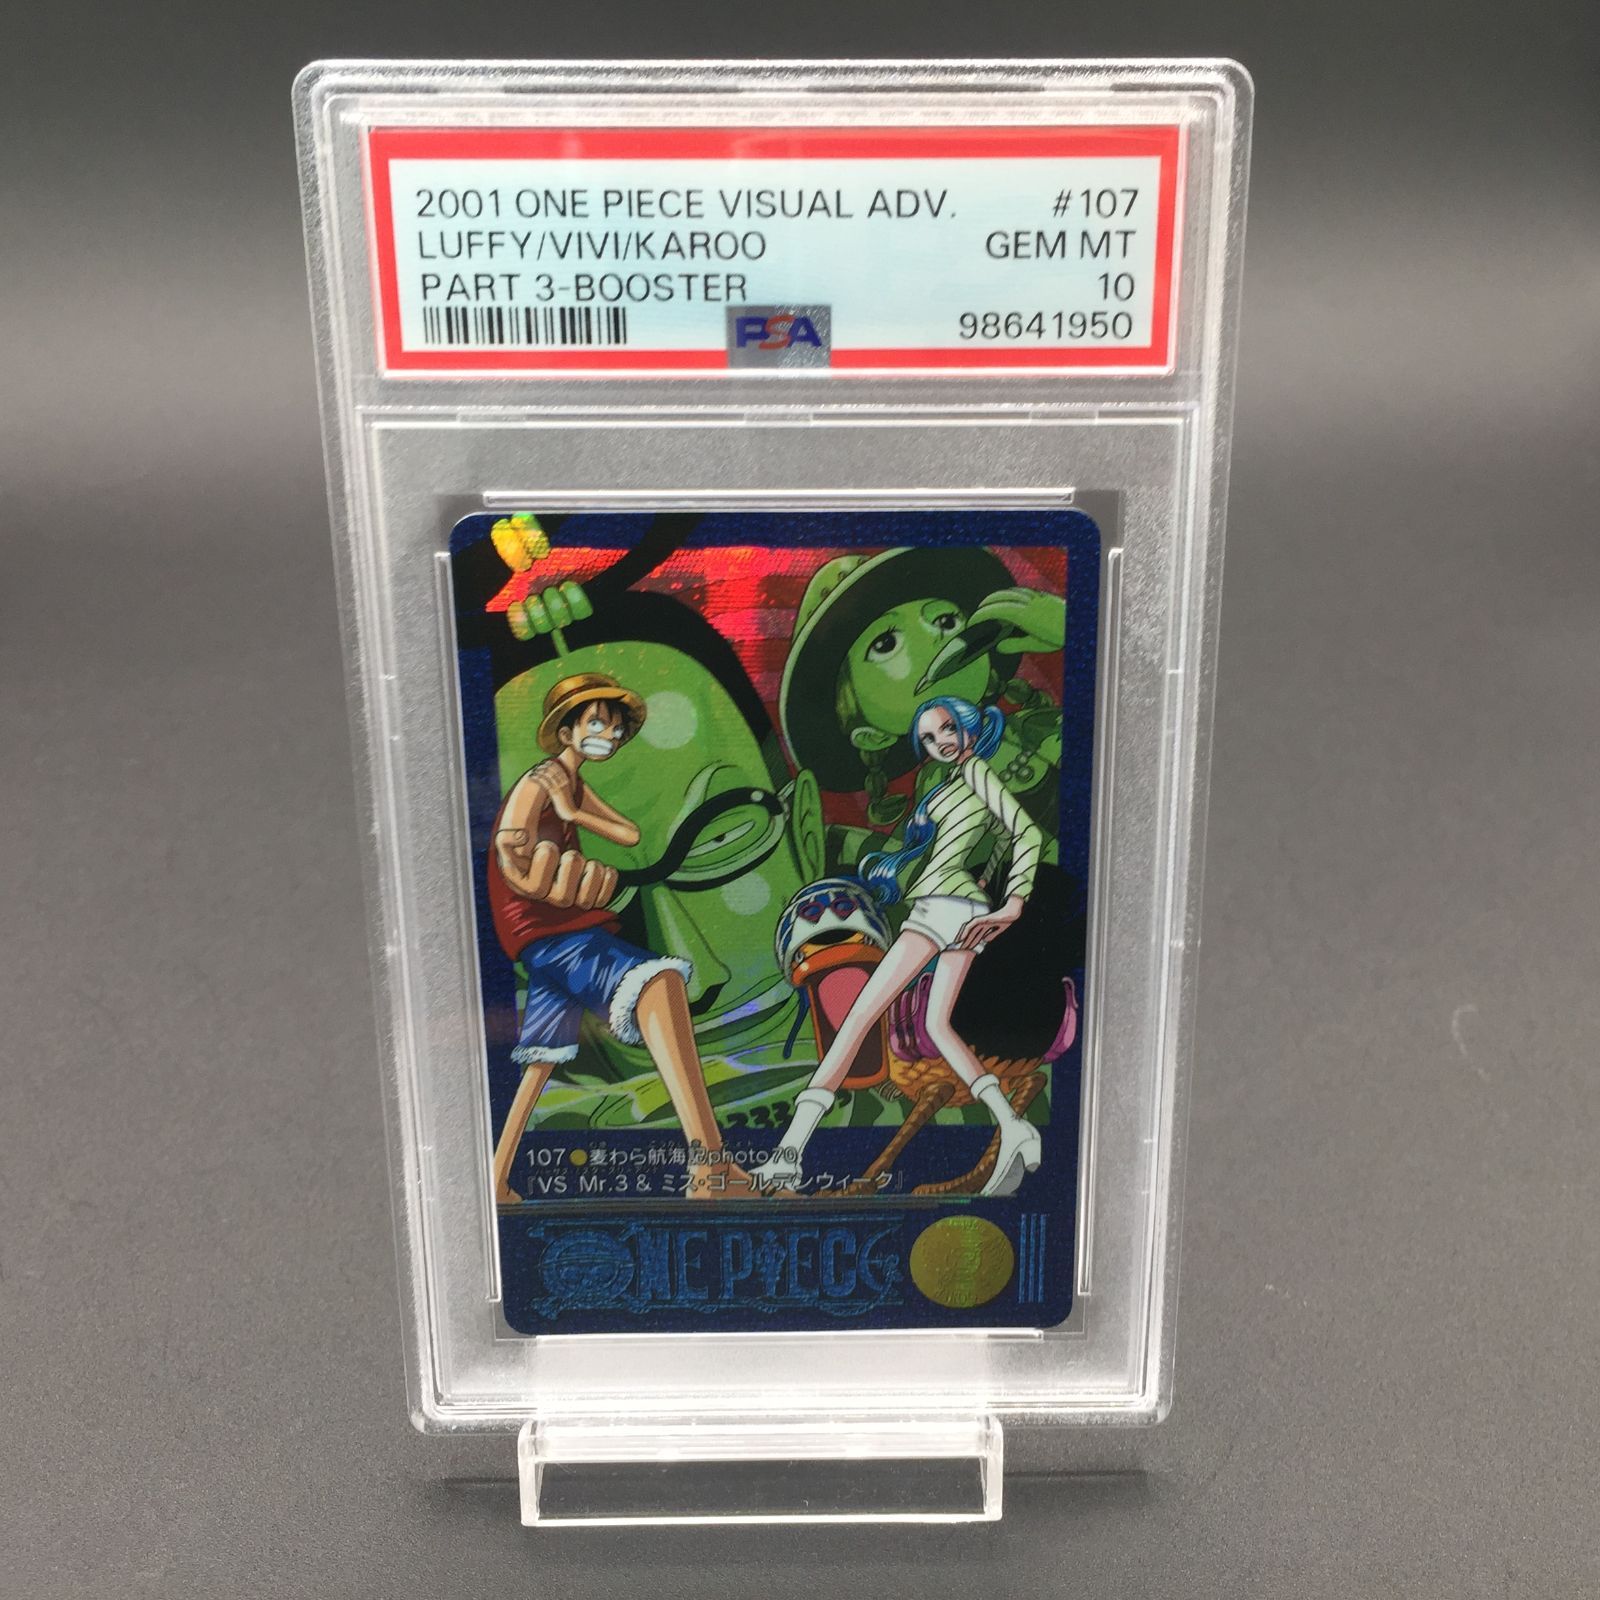 2001 ONE PIECE VISUAL ADV. #107
LUFFY/VIVI/KAROO GEM MT
PART 3-BOOSTER 10
PSA 98641950
107●麦わら航海記photo70
『VS Mr.3 & ミス・ゴールデンウィーク』
ONE PIECE